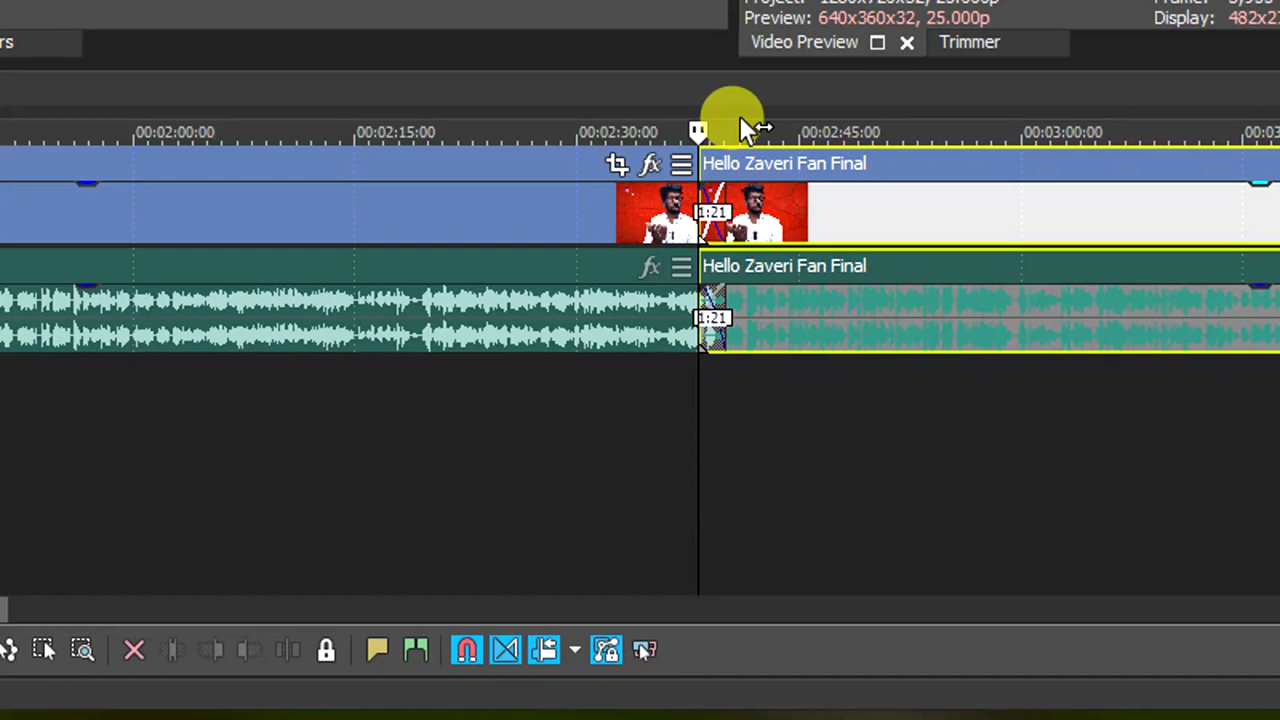 Preview: 640x360x32, 25.000p
Display:
rs
Video Preview
Trimmer
00:02:00:00
00:02:15:00
00:02:30:00
00:02:45:00
00:03:00:00
fx
Hello Zaveri Fan Final
1:21
fx
Hello Zaveri Fan Final
1:21